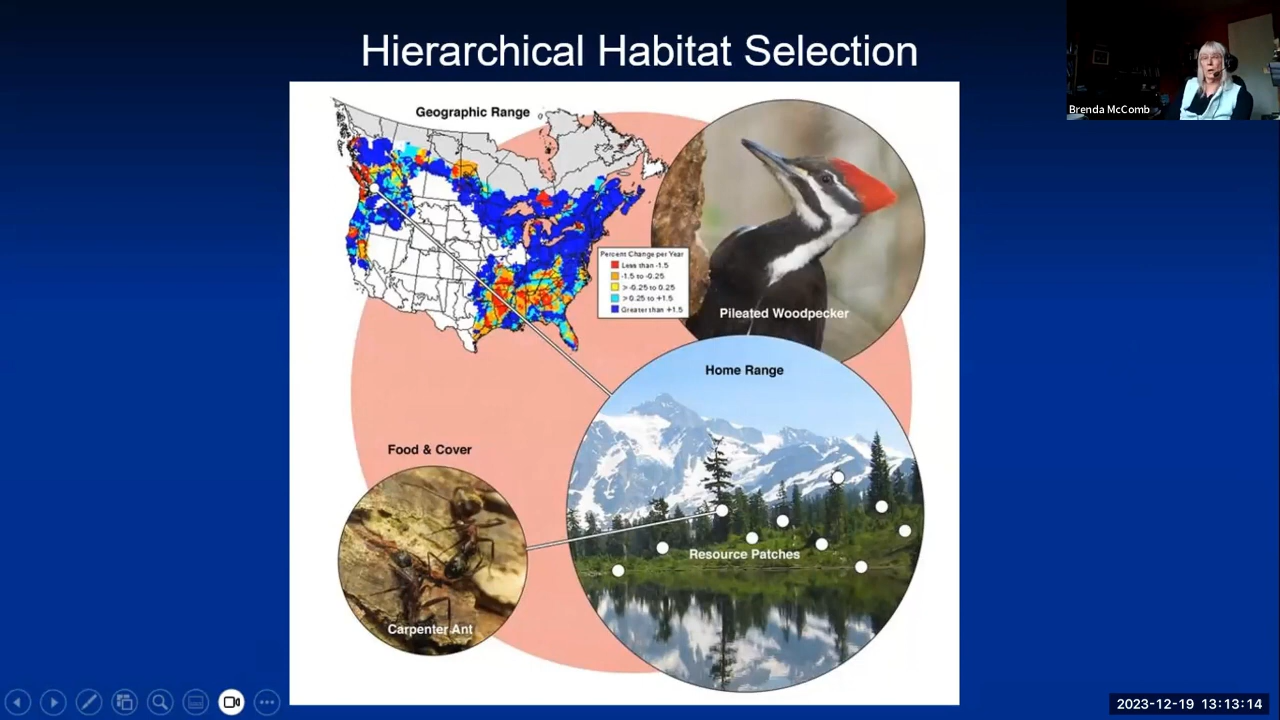 Hierarchical Habitat Selection
Brenda McComb
Geographic Range
Percent Change per Year
Less than -1.5
-1.5 to -0.25
> -0.25 to 0.25
> 0.25 to +1.5
Greater than +1.5
Pileated Woodpecker
Home Range
Food & Cover
Resource Patches
Carpenter Ant
2023-12-19 13:13:14